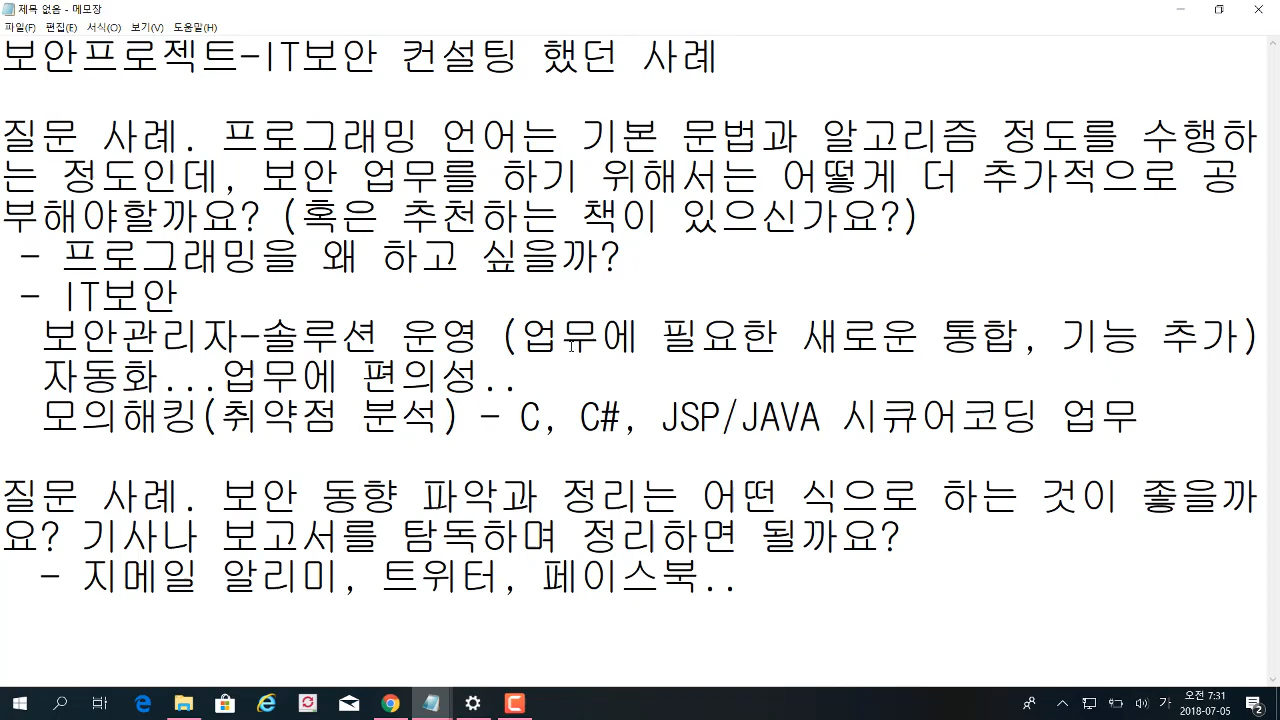 제목 없음 - 메모장
파일(F) 편집(E) 서식(O) 보기(V) 도움말(H)
보안프로젝트-IT보안 컨설팅 했던 사례
질문 사례. 프로그래밍 언어는 기본 문법과 알고리즘 정도를 수행하
는 정도인데, 보안 업무를 하기 위해서는 어떻게 더 추가적으로 공
부해야할까요? (혹은 추천하는 책이 있으신가요?)
- 프로그래밍을 왜 하고 싶을까?
- IT보안
보안관리자-솔루션 운영 (업무에 필요한 새로운 통합, 기능 추가)
자동화...업무에 편의성..
모의해킹(취약점 분석) - C, C#, JSP/JAVA 시큐어코딩 업무
질문 사례. 보안 동향 파악과 정리는 어떤 식으로 하는 것이 좋을까
요? 기사나 보고서를 탐독하며 정리하면 될까요?
- 지메일 알리미, 트위터, 페이스북..
가 오전 7:31
2018-07-05
2